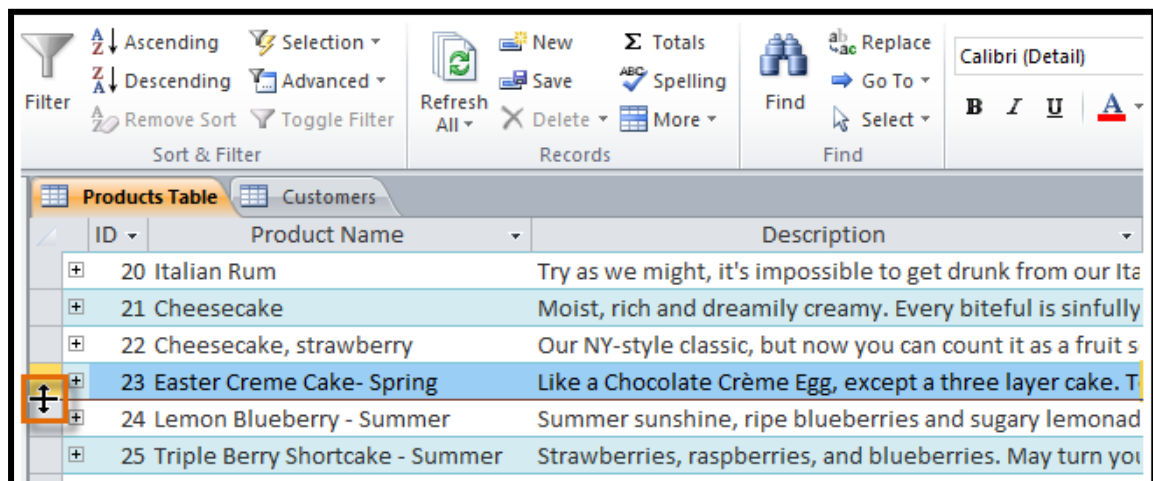 Ascending Selection New Totals Replace
Calibri (Detail)
Descending Advanced Save Spelling Go To
Filter Refresh All Find
Remove Sort Toggle Filter Delete More Select B I U A
Sort & Filter Records Find
Products Table Customers
ID Product Name Description
20 Italian Rum Try as we might, it's impossible to get drunk from our Ita
21 Cheesecake Moist, rich and dreamily creamy. Every biteful is sinfully
22 Cheesecake, strawberry Our NY-style classic, but now you can count it as a fruit s
23 Easter Creme Cake- Spring Like a Chocolate Crème Egg, except a three layer cake. T
24 Lemon Blueberry - Summer Summer sunshine, ripe blueberries and sugary lemonad
25 Triple Berry Shortcake - Summer Strawberries, raspberries, and blueberries. May turn you